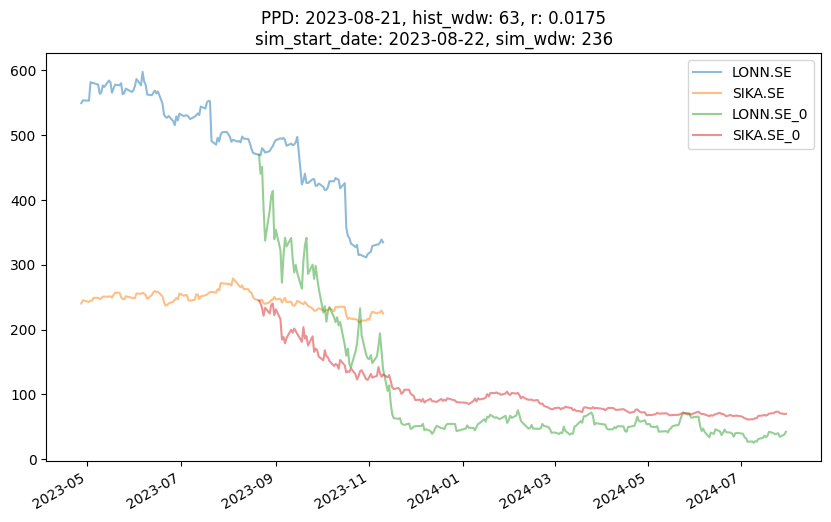 PPD: 2023-08-21, hist_wdw: 63, r: 0.0175
sim_start_date: 2023-08-22, sim_wdw: 236
600
500
400
300
200
100
0
LONN.SE
SIKA.SE
LONN.SE_0
SIKA.SE_0
2023-05
2023-07
2023-09
2023-11
2024-01
2024-03
2024-05
2024-07